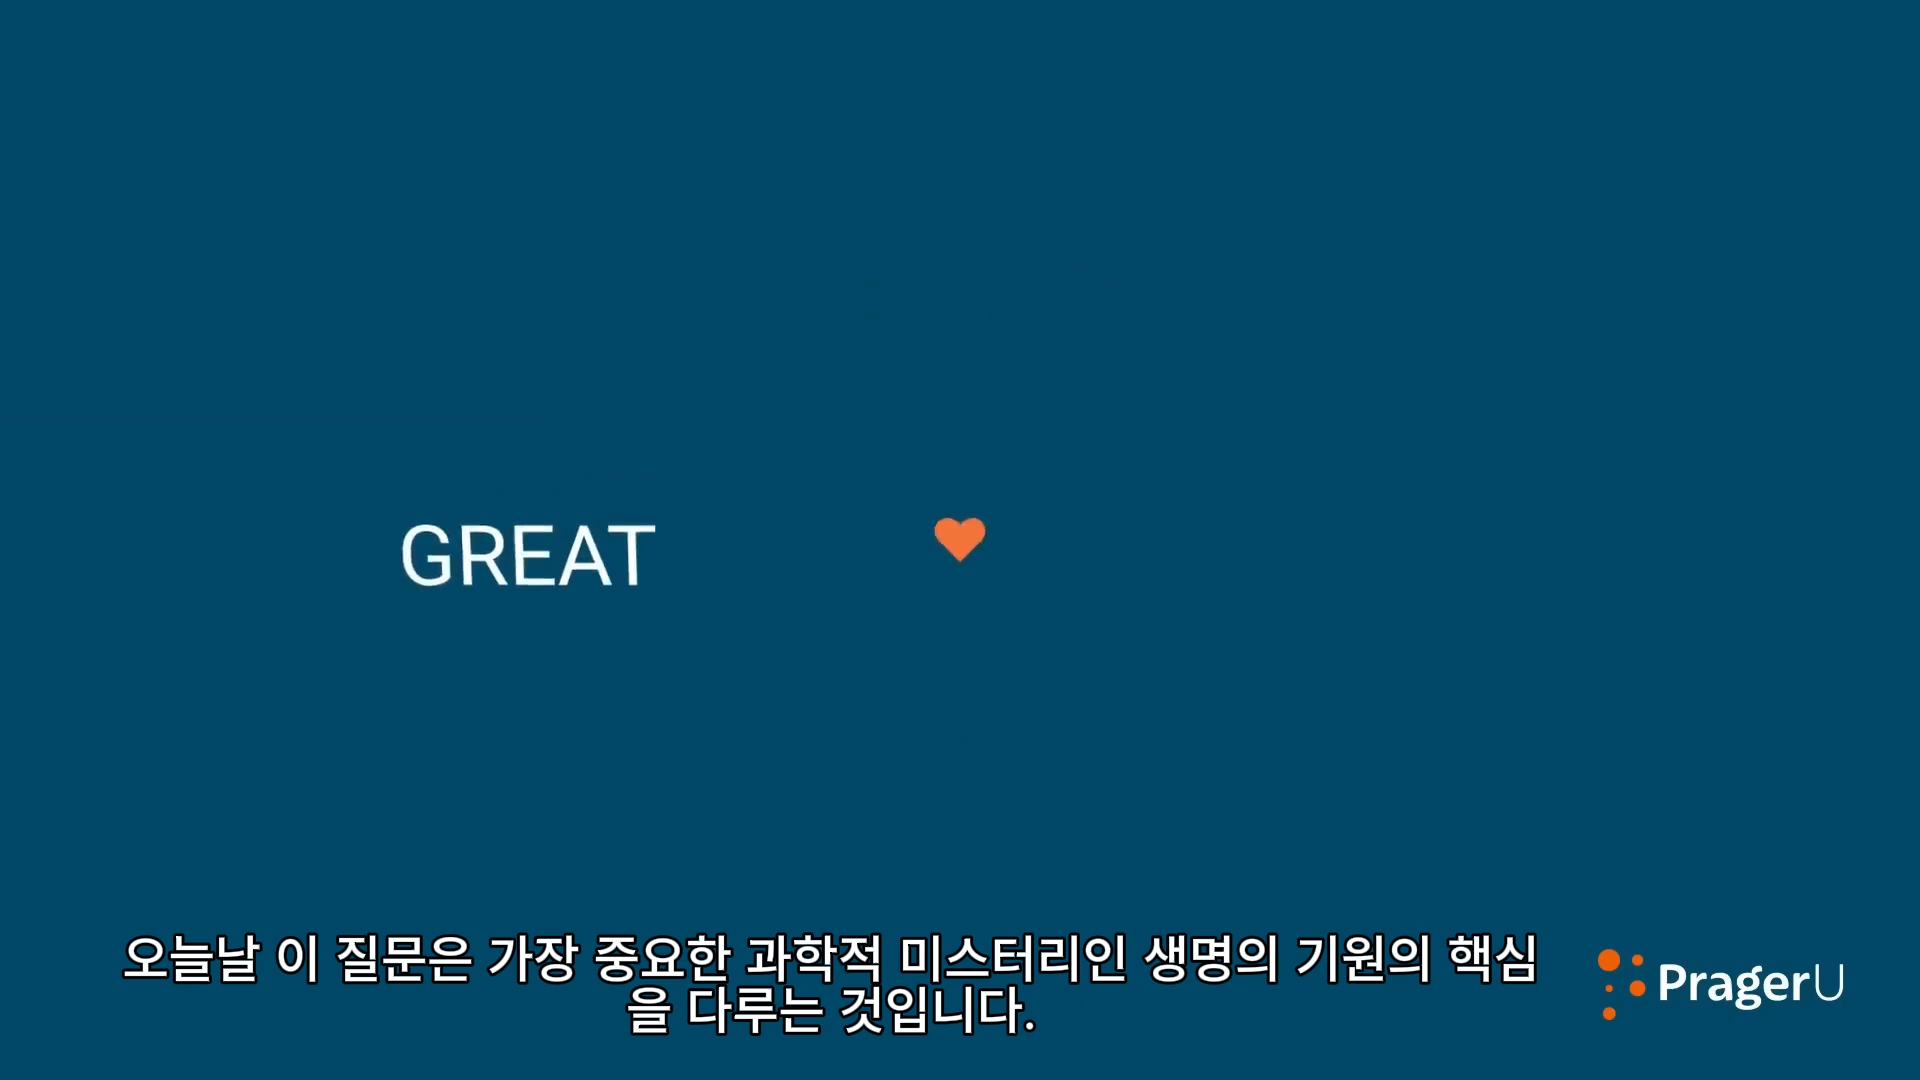 GREAT
오늘날 이 질문은 가장 중요한 과학적 미스터리인 생명의 기원의 핵심
을 다루는 것입니다.
PragerU